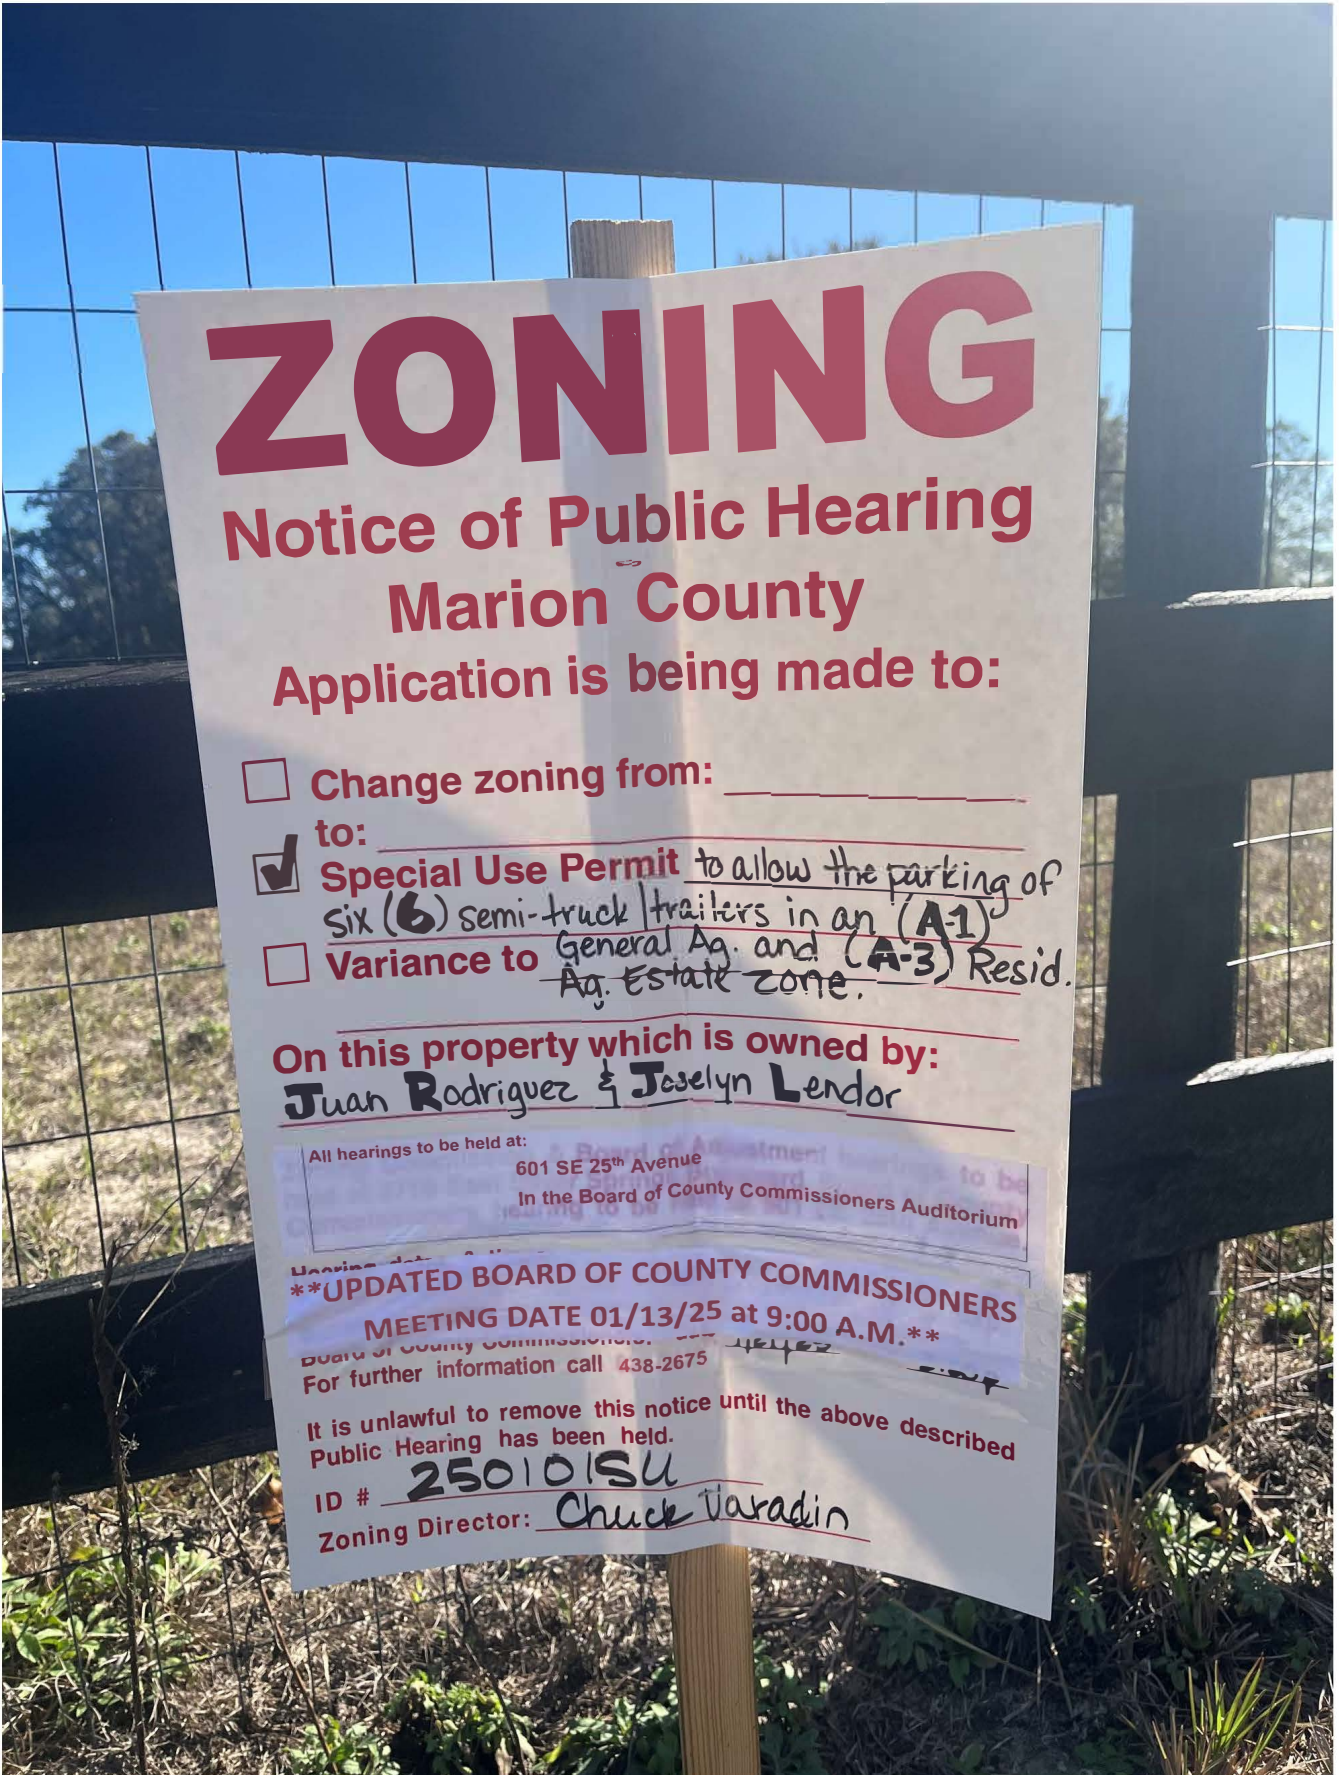 ZONING
Notice of Public Hearing
Marion County
Application is being made to:
Change zoning from:
to:
Special Use Permit to allow the parking of
six (6) semi-truck/trailers in an (A-1)
Variance to General Ag. and (A-3) Resid.
Ag. Estate Zone.
On this property which is owned by:
Juan Rodriguez & Joselyn Lendor
All hearings to be held at:
601 SE 25th Avenue
In the Board of County Commissioners Auditorium
**UPDATED BOARD OF COUNTY COMMISSIONERS
MEETING DATE 01/13/25 at 9:00 A.M.**
Board of County Commissioners:
For further information call 438-2675
It is unlawful to remove this notice until the above described
Public Hearing has been held.
ID # 250101SU
Zoning Director: Chuck Varadin